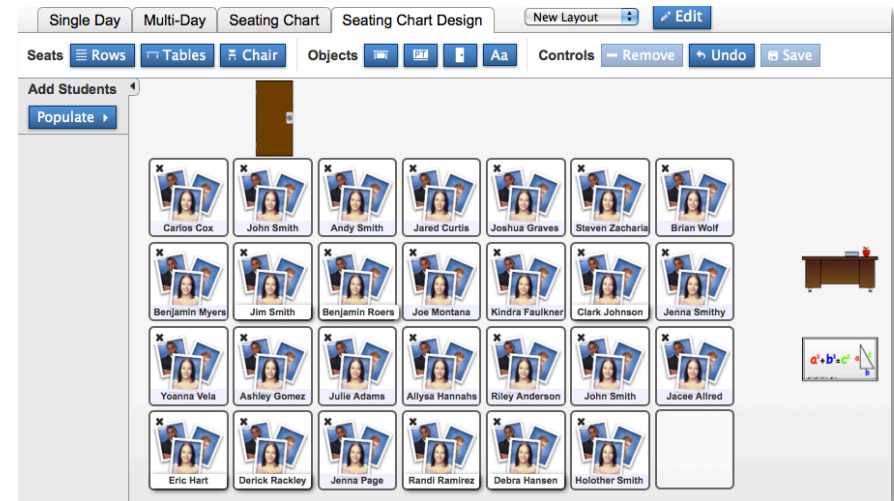 Single Day Multi-Day Seating Chart Seating Chart Design New Layout Edit
Seats Rows Tables Chair Objects PT Aa Controls Remove Undo Save
Add Students
Populate
Carlos Cox John Smith Andy Smith Jared Curtis Joshua Graves Steven Zacharia Brian Wolf
Benjamin Myers Jim Smith Benjamin Roers Joe Montana Kindra Faulkner Clark Johnson Jenna Smithy
a²+b²=c² a c
b
Yoanna Vela Ashley Gomez Julie Adams Allysa Hannahs Riley Anderson John Smith Jacee Allred
Eric Hart Derick Rackley Jenna Page Randi Ramirez Debra Hansen Holother Smith